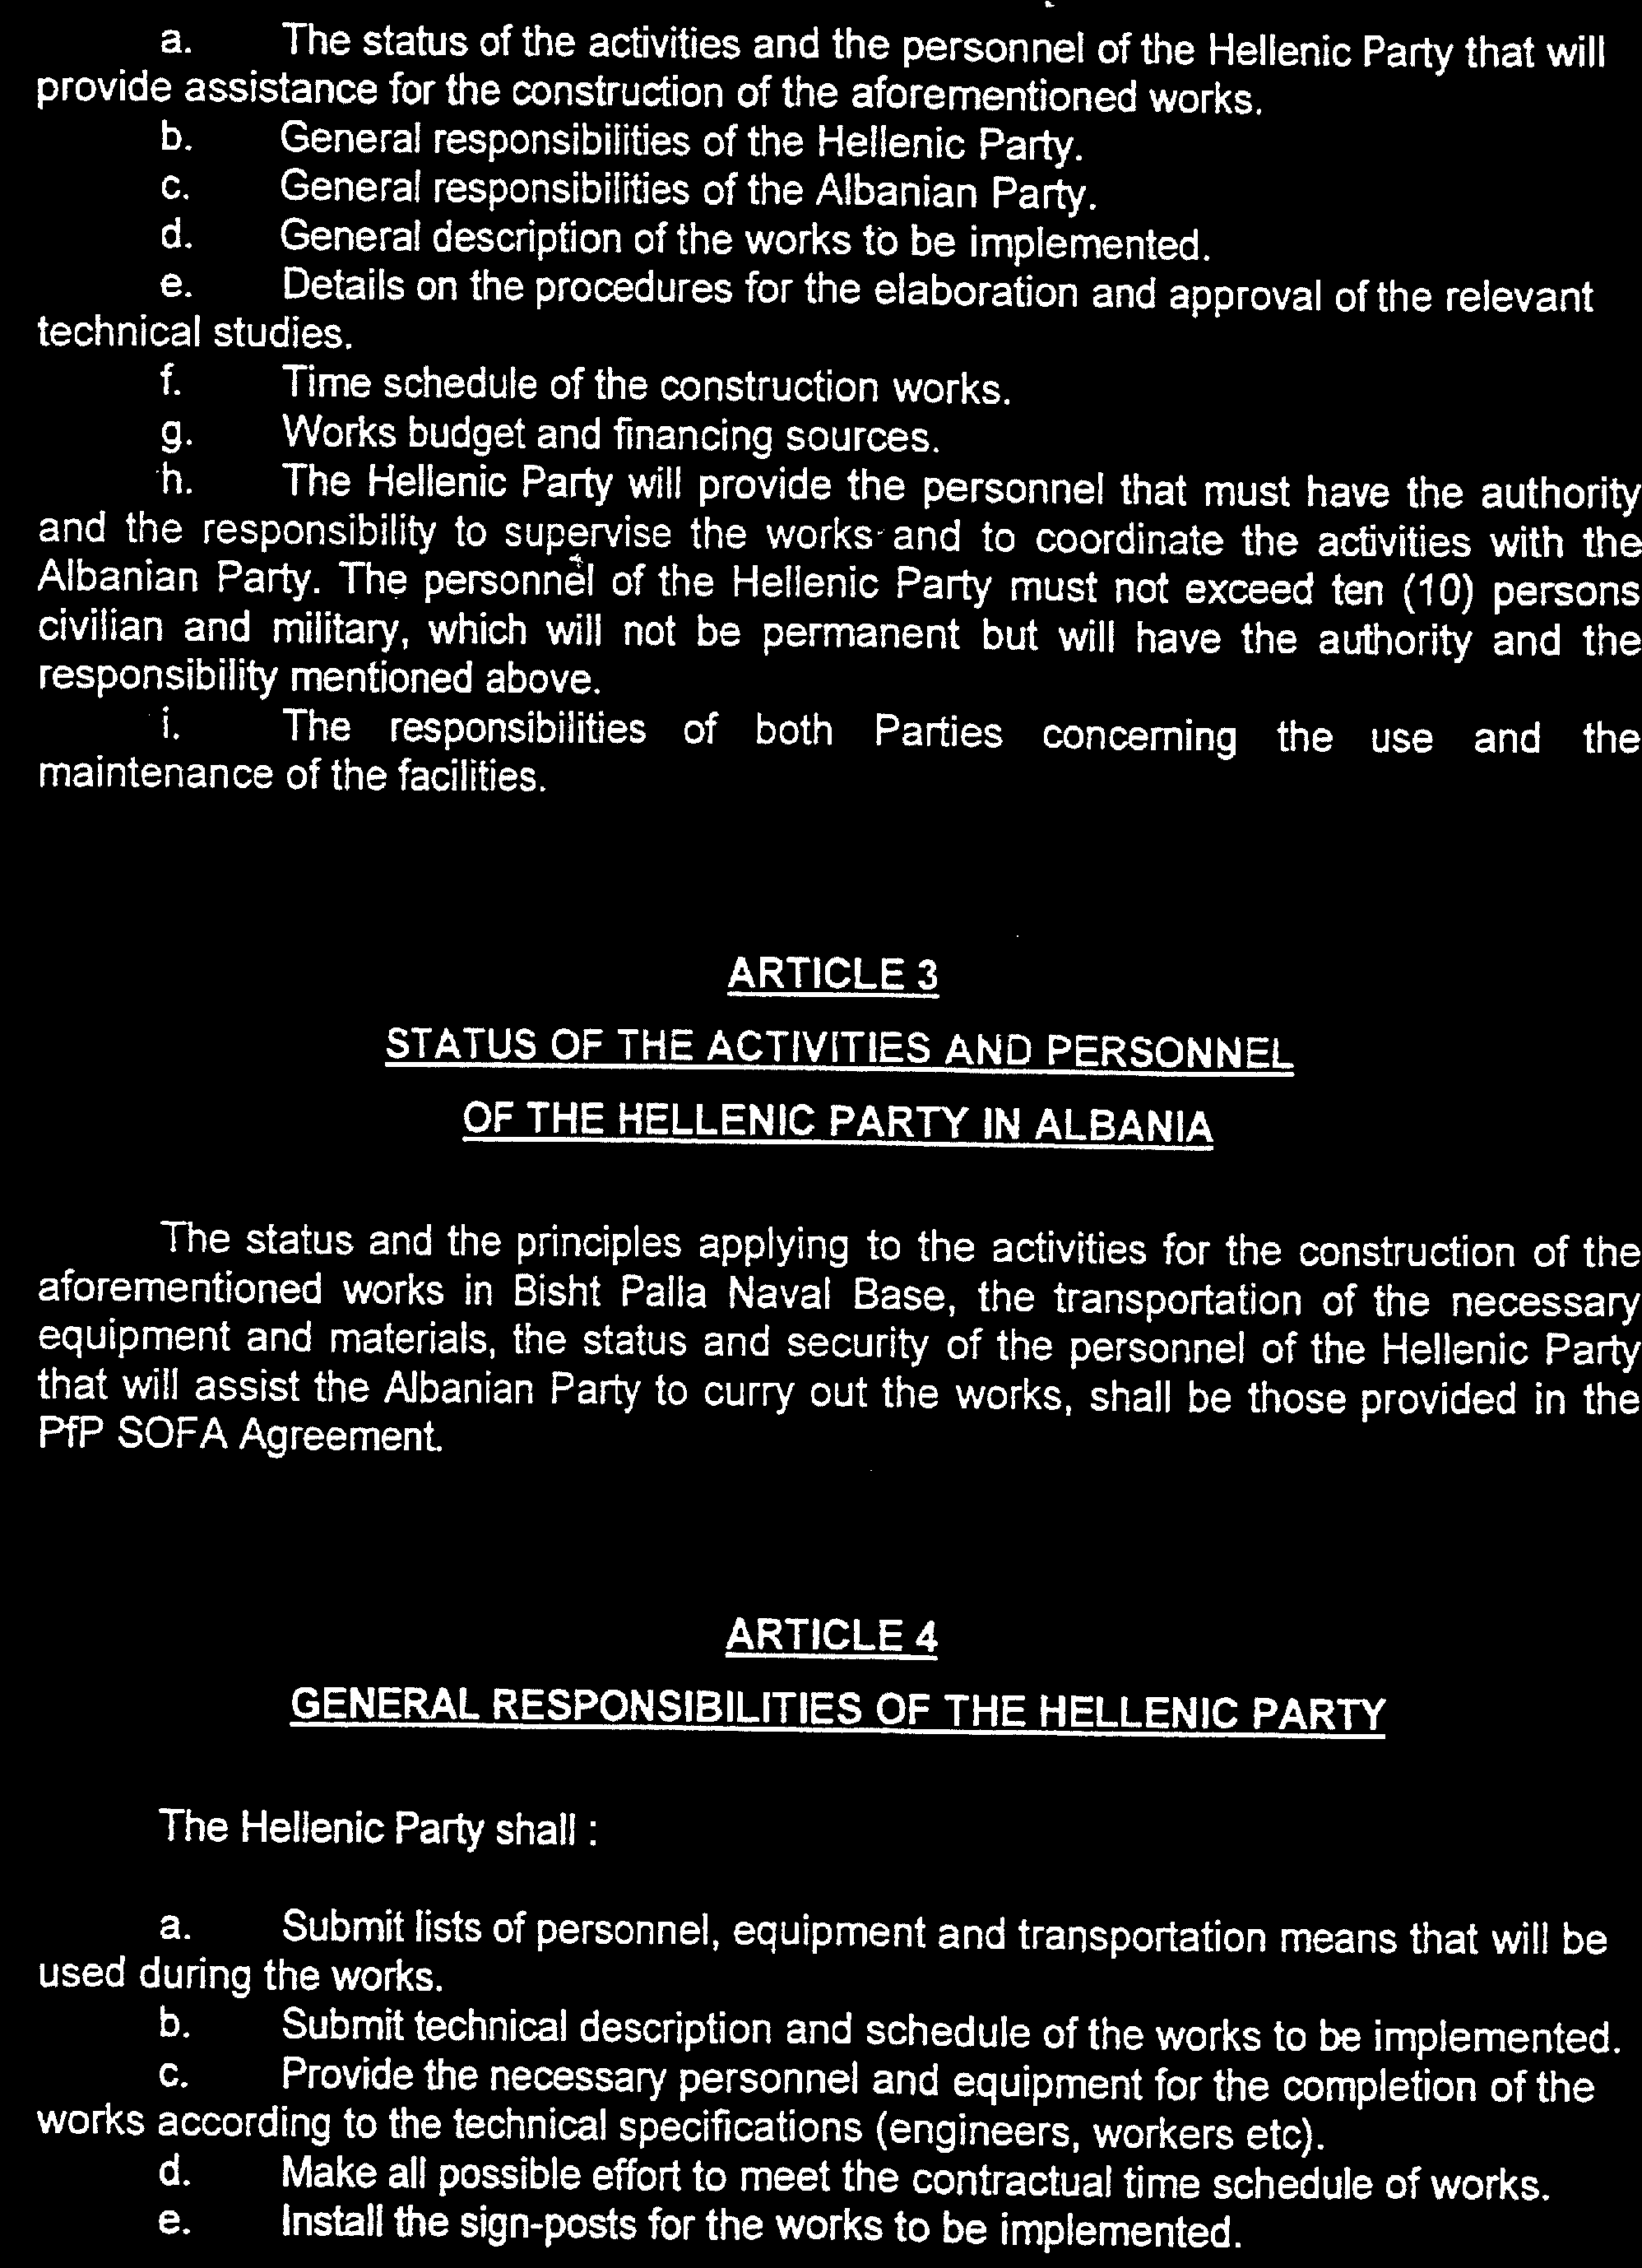 a. The status of the activities and the personnel of the Hellenic Party that will
provide assistance for the construction of the aforementioned works.
b. General responsibilities of the Hellenic Party.
c. General responsibilities of the Albanian Party.
d. General description of the works to be implemented.
e. Details on the procedures for the elaboration and approval of the relevant
technical studies.
f. Time schedule of the construction works.
g. Works budget and financing sources.
h. The Hellenic Party will provide the personnel that must have the authority
and the responsibility to supervise the works and to coordinate the activities with the
Albanian Party. The personnel of the Hellenic Party must not exceed ten (10) persons
civilian and military, which will not be permanent but will have the authority and the
responsibility mentioned above.
i. The responsibilities of both Parties concerning the use and the
maintenance of the facilities.
ARTICLE 3
STATUS OF THE ACTIVITIES AND PERSONNEL
OF THE HELLENIC PARTY IN ALBANIA
The status and the principles applying to the activities for the construction of the
aforementioned works in Bisht Palla Naval Base, the transportation of the necessary
equipment and materials, the status and security of the personnel of the Hellenic Party
that will assist the Albanian Party to curry out the works, shall be those provided in the
PfP SOFA Agreement.
ARTICLE 4
GENERAL RESPONSIBILITIES OF THE HELLENIC PARTY
The Hellenic Party shall :
a. Submit lists of personnel, equipment and transportation means that will be
used during the works.
b. Submit technical description and schedule of the works to be implemented.
c. Provide the necessary personnel and equipment for the completion of the
works according to the technical specifications (engineers, workers etc).
d. Make all possible effort to meet the contractual time schedule of works.
e. Install the sign-posts for the works to be implemented.